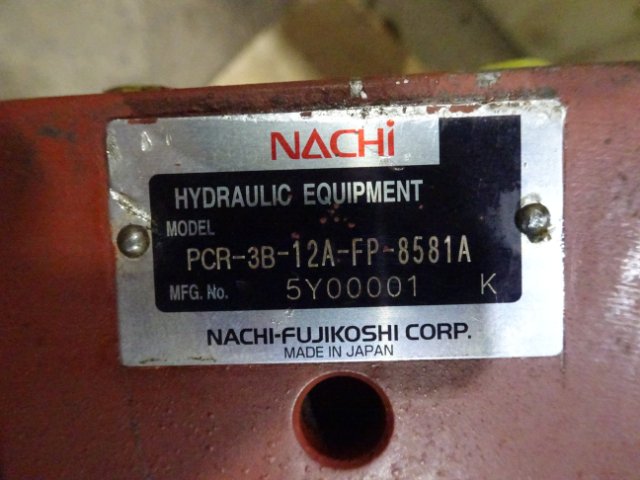 NACHi
HYDRAULIC EQUIPMENT
MODEL
PCR-3B-12A-FP-8581A
MFG. No. 5Y00001 K
NACHI-FUJIKOSHI CORP.
MADE IN JAPAN